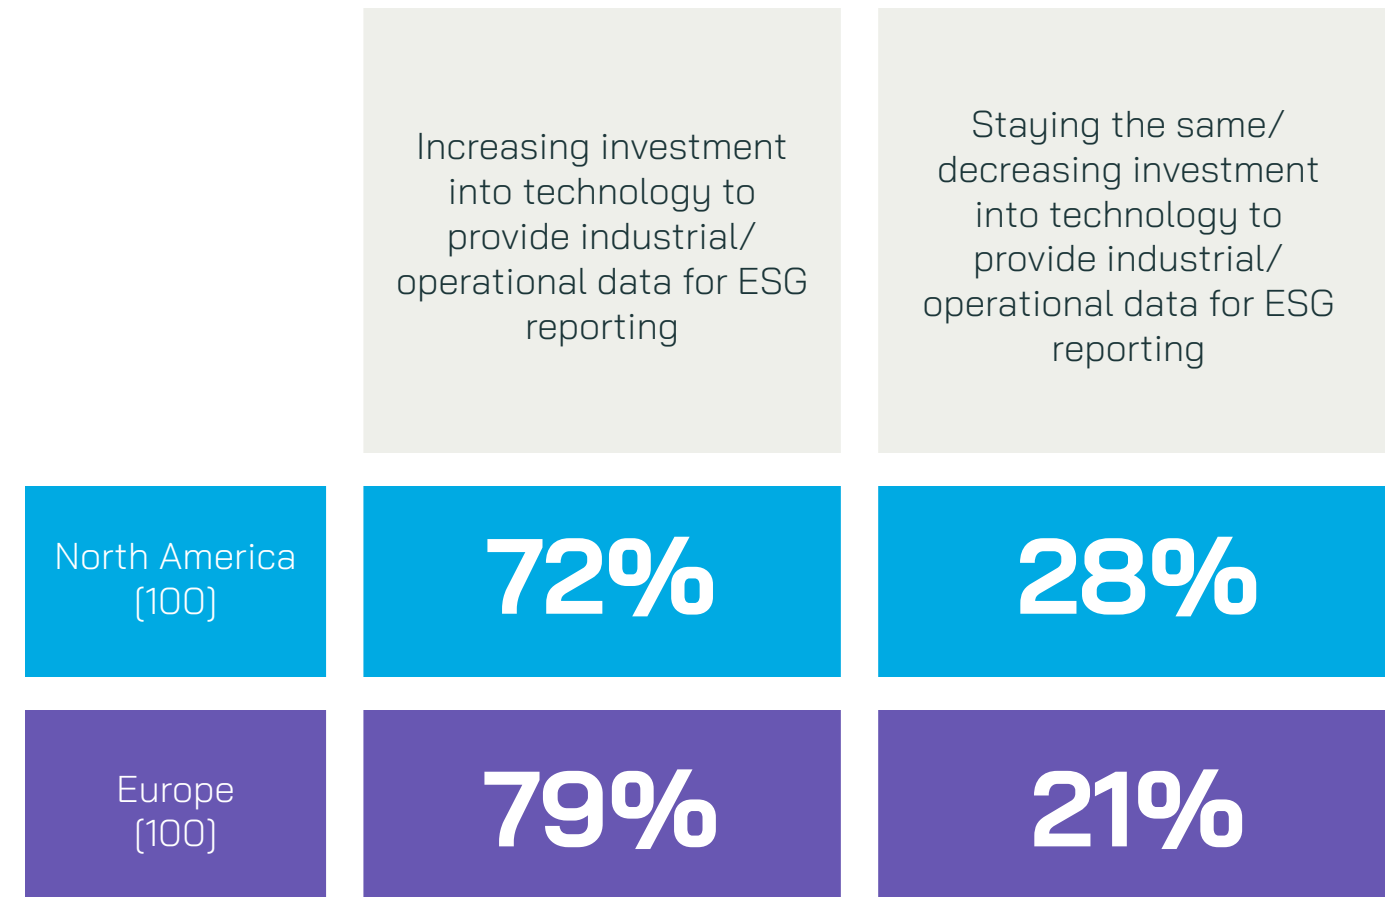 Increasing investment
into technology to
provide industrial/
operational data for ESG
reporting
Staying the same/
decreasing investment
into technology to
provide industrial/
operational data for ESG
reporting
North America
(100)
72%
28%
Europe
(100)
79%
21%